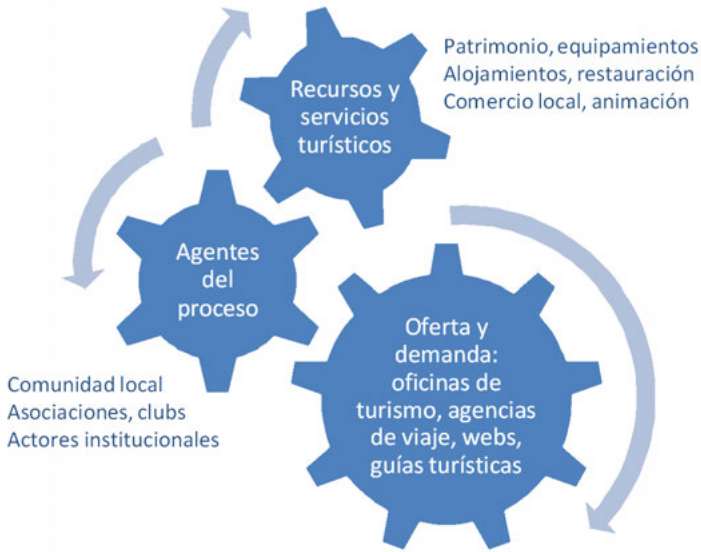 Recursos y
servicios
turísticos
Patrimonio, equipamientos
Alojamientos, restauración
Comercio local, animación
Agentes
del
proceso
Comunidad local
Asociaciones, clubs
Actores institucionales
Oferta y
demanda:
oficinas de
turismo, agencias
de viaje, webs,
guías turísticas